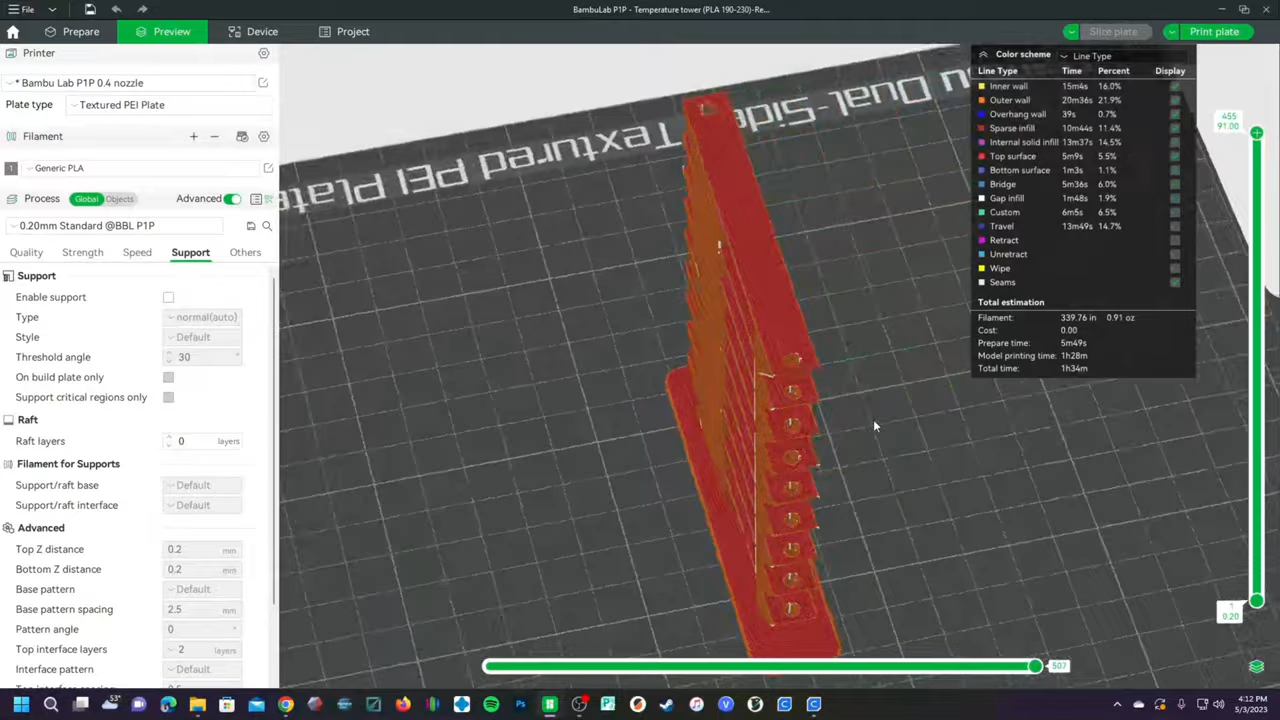 File
BambuLab P1P - Temperature tower (PLA 190-230)-Re...
Prepare
Preview
Device
Project
Slice plate
Print plate
Printer
* Bambu Lab P1P 0.4 nozzle
Plate type
Textured PEI Plate
Filament
1 Generic PLA
Process
Global
Objects
Advanced
0.20mm Standard @BBL P1P
Quality
Strength
Speed
Support
Others
Support
Enable support
Type normal(auto)
Style Default
Threshold angle 30 °
On build plate only
Support critical regions only
Raft
Raft layers 0 layers
Filament for Supports
Support/raft base Default
Support/raft interface Default
Advanced
Top Z distance 0.2 mm
Bottom Z distance 0.2 mm
Base pattern Default
Base pattern spacing 2.5 mm
Pattern angle 0 °
Top interface layers 2 layers
Interface pattern Default
Textured PEI Plate
Dual-Side
Color scheme Line Type
Line Type Time Percent Display
Inner wall 15m4s 16.0%
Outer wall 20m36s 21.9%
Overhang wall 39s 0.7%
Sparse infill 10m44s 11.4%
Internal solid infill 13m37s 14.5%
Top surface 5m9s 5.5%
Bottom surface 1m3s 1.1%
Bridge 5m36s 6.0%
Gap infill 1m48s 1.9%
Custom 6m5s 6.5%
Travel 13m49s 14.7%
Retract
Unretract
Wipe
Seams
Total estimation
Filament: 339.76 in 0.91 oz
Cost: 0.00
Prepare time: 5m49s
Model printing time: 1h28m
Total time: 1h34m
455
91.00
1
0.20
507
53°
4:12 PM
5/3/2023